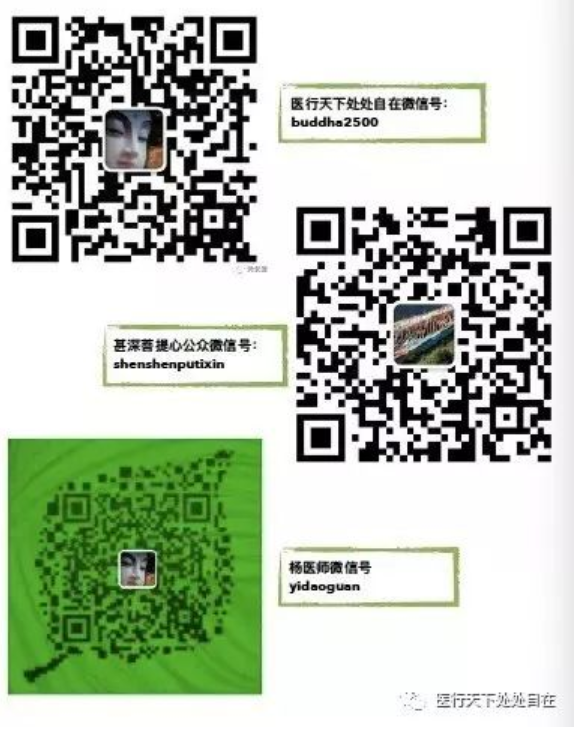 医行天下处处自在微信号：
buddha2500
甚深菩提心公众微信号：
shenshenputixin
杨医师微信号
yidaoguan
医行天下处处自在